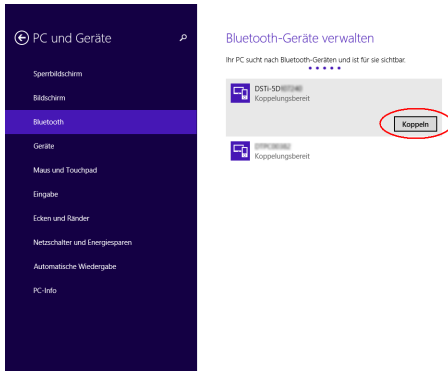 PC und Geräte
Sperrbildschirm
Bildschirm
Bluetooth
Geräte
Maus und Touchpad
Eingabe
Ecken und Ränder
Netzschalter und Energiesparen
Automatische Wiedergabe
PC-Info
Bluetooth-Geräte verwalten
Ihr PC sucht nach Bluetooth-Geräten und ist für sie sichtbar.
DSTi-5D
Koppelungsbereit
Koppeln
Koppelungsbereit